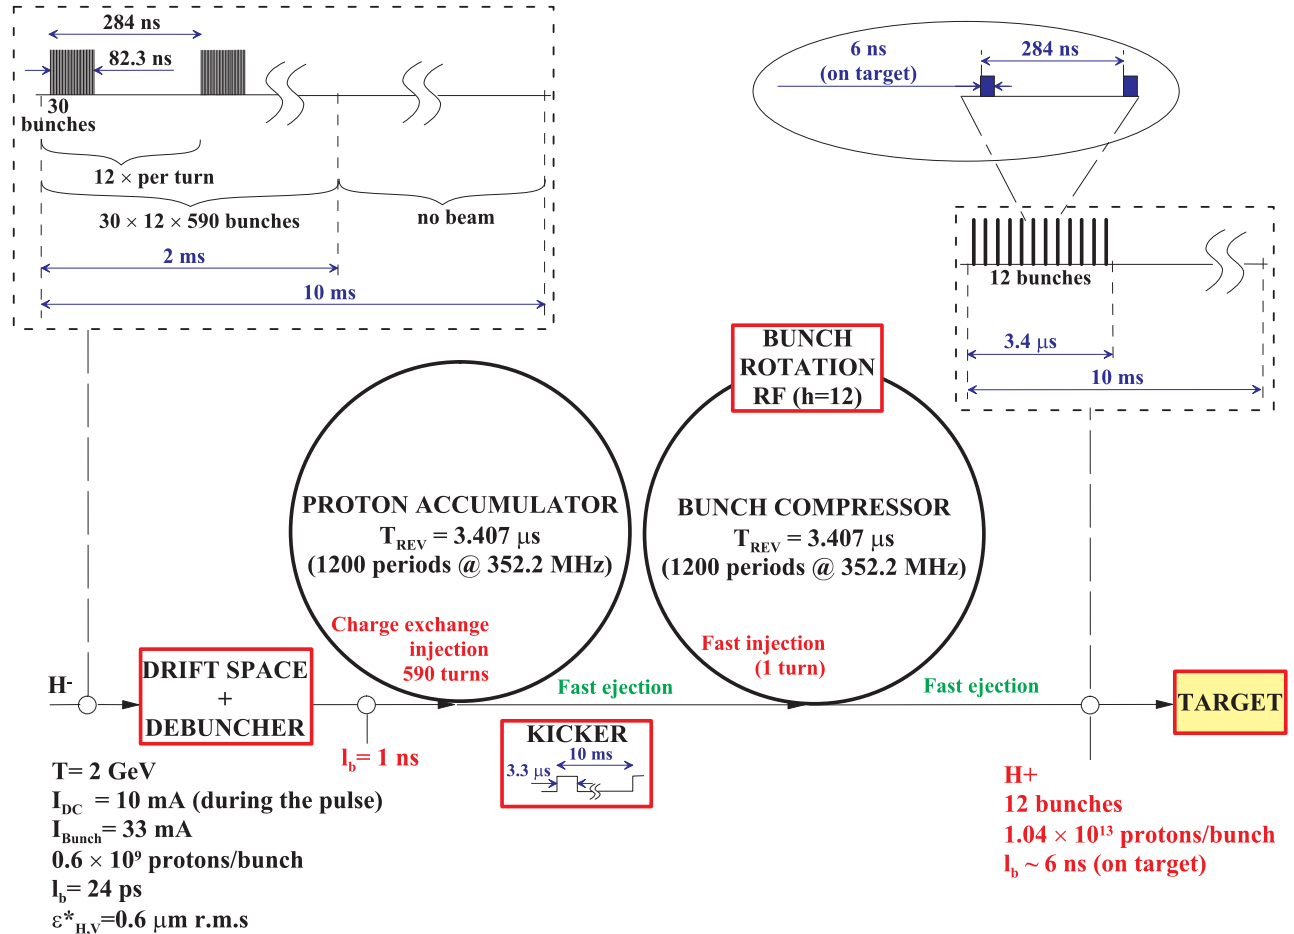 284 ns
82.3 ns
30
bunches
12 × per turn
30 × 12 × 590 bunches
no beam
2 ms
10 ms
6 ns
(on target)
284 ns
12 bunches
3.4 μs
10 ms
BUNCH
ROTATION
RF (h=12)
PROTON ACCUMULATOR
T_REV = 3.407 μs
(1200 periods @ 352.2 MHz)
Charge exchange
injection
590 turns
BUNCH COMPRESSOR
T_REV = 3.407 μs
(1200 periods @ 352.2 MHz)
Fast injection
(1 turn)
H⁻
DRIFT SPACE
+
DEBUNCHER
l_b= 1 ns
Fast ejection
Fast ejection
TARGET
KICKER
10 ms
3.3 μs
T= 2 GeV
I_DC = 10 mA (during the pulse)
I_Bunch= 33 mA
0.6 × 10⁹ protons/bunch
l_b= 24 ps
ε*_H,V=0.6 μm r.m.s
H+
12 bunches
1.04 × 10¹³ protons/bunch
l_b ~ 6 ns (on target)